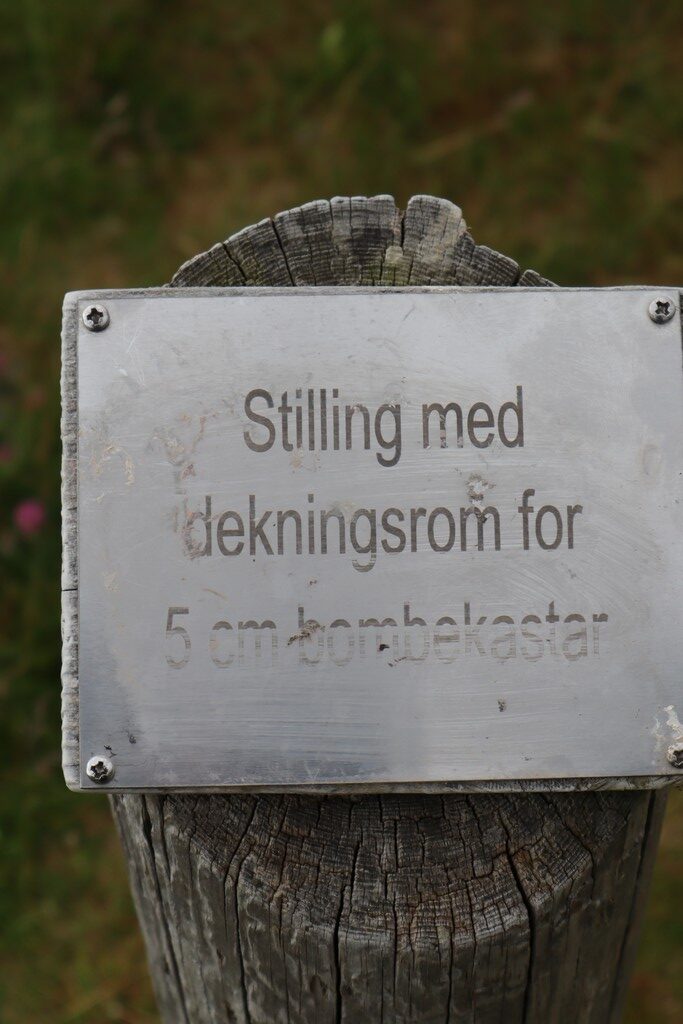 Stilling med
dekningsrom for
5 cm bombekastar